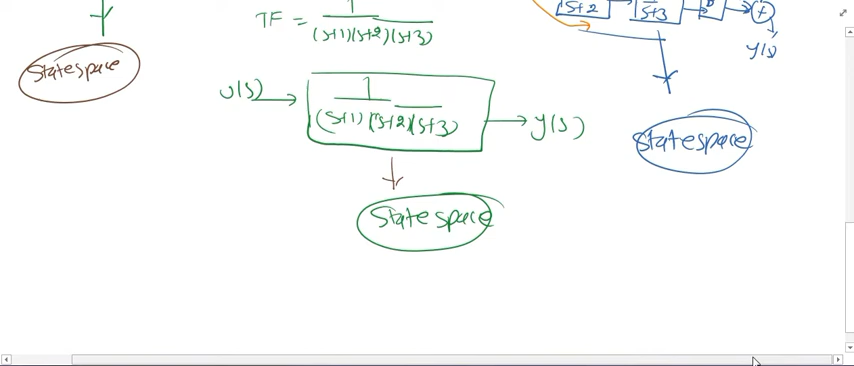 TF = 1
(s+1)(s+2)(s+3)
Statespace
U(s)
1
(s+1)(s+2)(s+3)
y(s)
Statespace
s+2
s+3
+
y(s)
Statespace